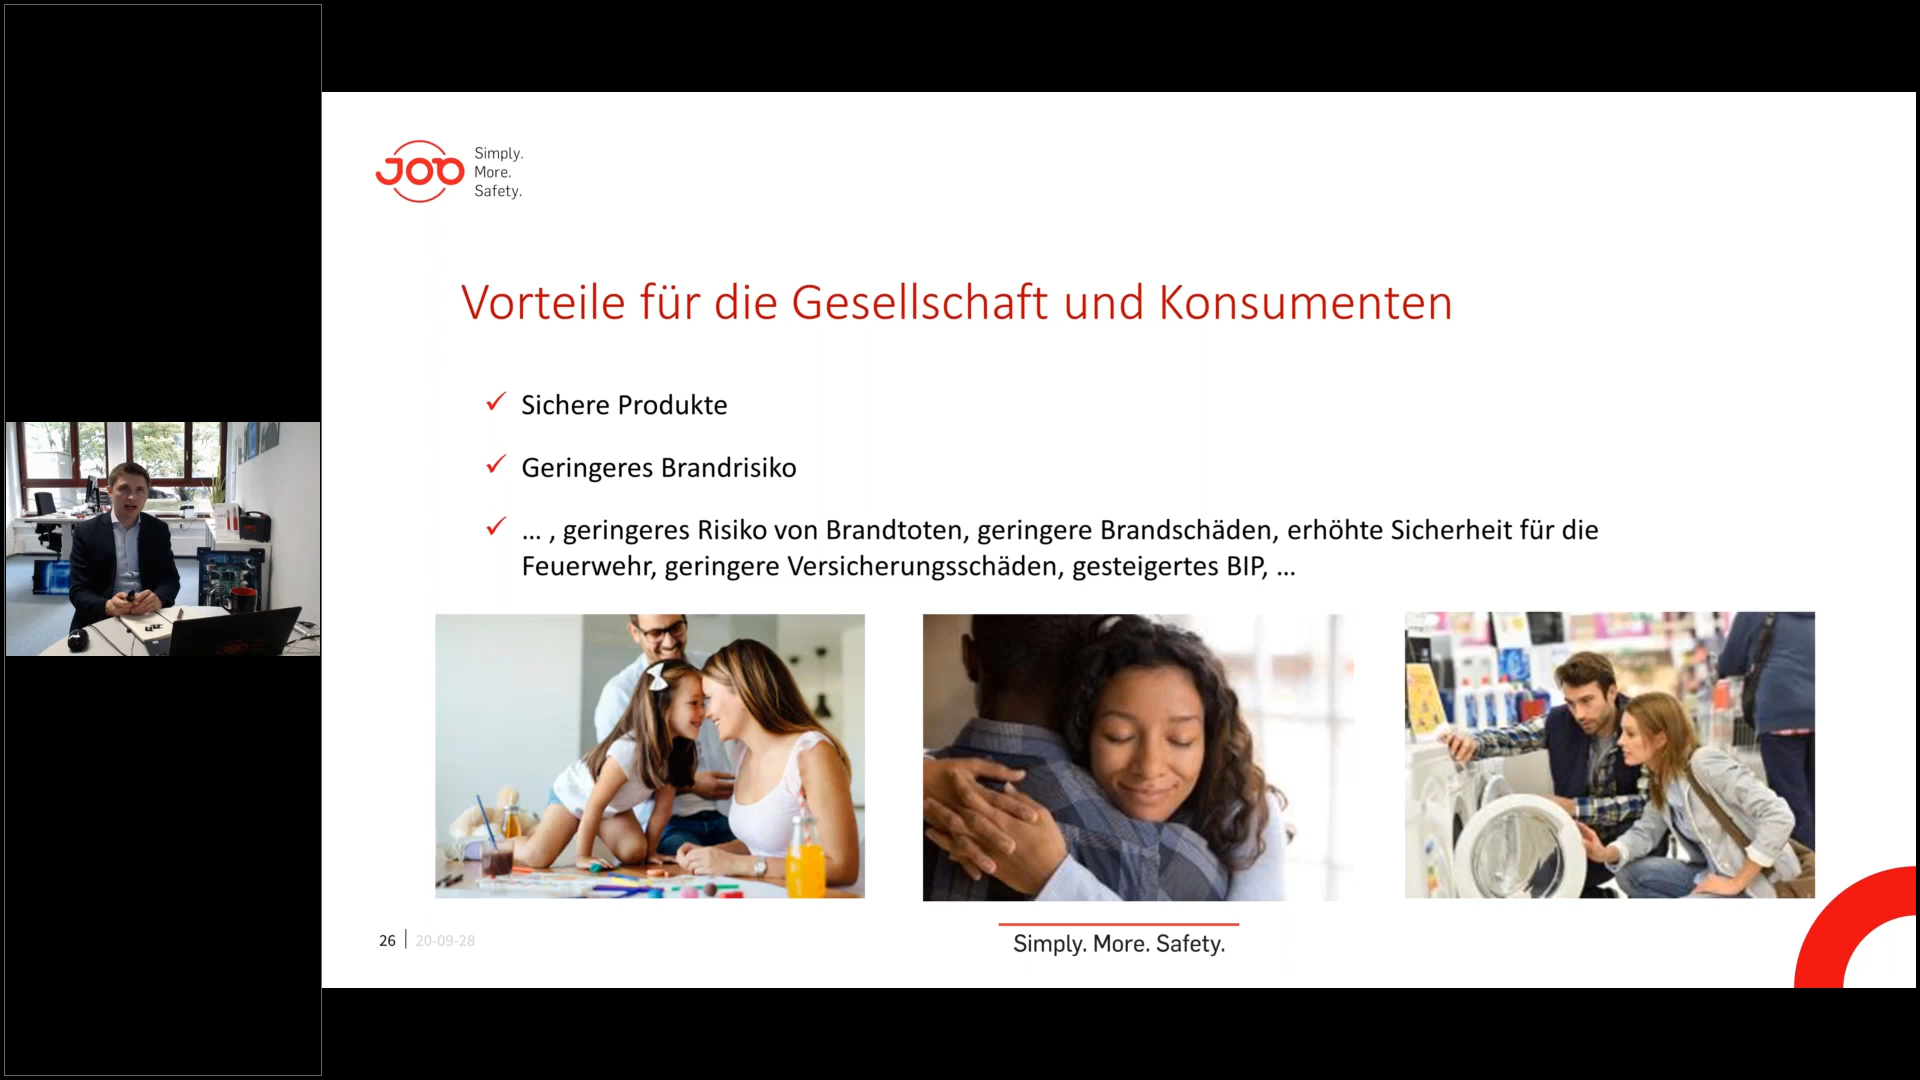 JOB
Simply.
More.
Safety.
Vorteile für die Gesellschaft und Konsumenten
Sichere Produkte
Geringeres Brandrisiko
... , geringeres Risiko von Brandtoten, geringere Brandschäden, erhöhte Sicherheit für die
Feuerwehr, geringere Versicherungsschäden, gesteigertes BIP, ...
26 | 20-09-28
Simply. More. Safety.